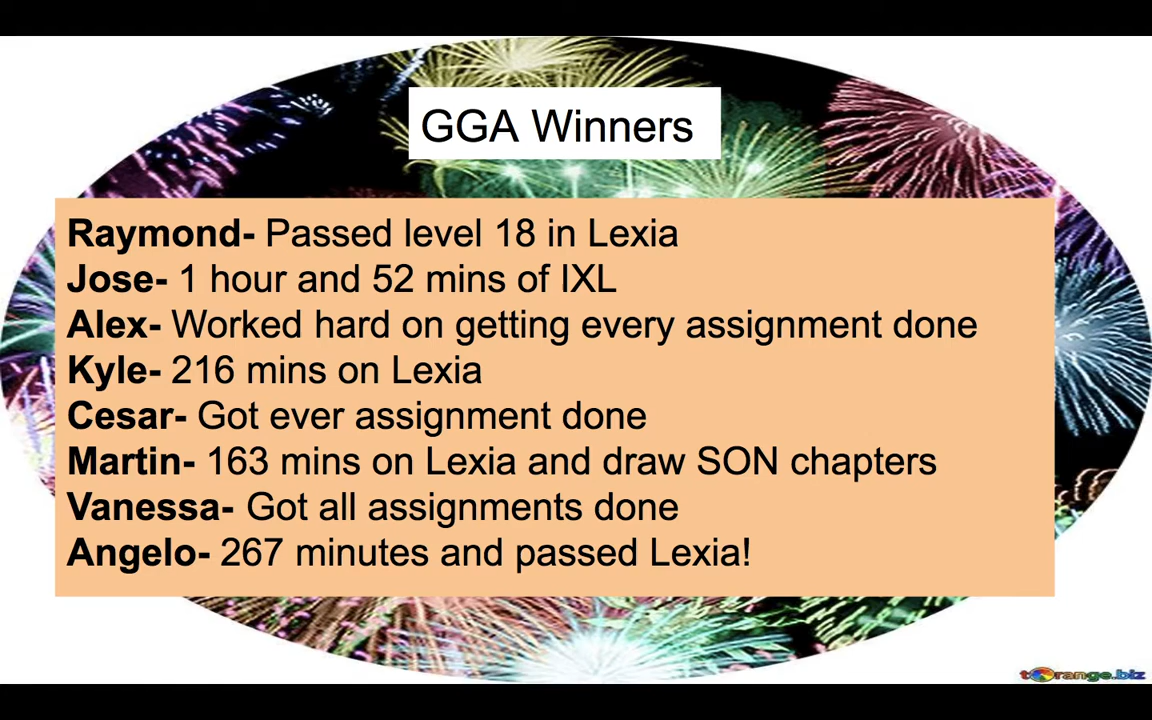 GGA Winners
Raymond- Passed level 18 in Lexia
Jose- 1 hour and 52 mins of IXL
Alex- Worked hard on getting every assignment done
Kyle- 216 mins on Lexia
Cesar- Got ever assignment done
Martin- 163 mins on Lexia and draw SON chapters
Vanessa- Got all assignments done
Angelo- 267 minutes and passed Lexia!
torange.biz